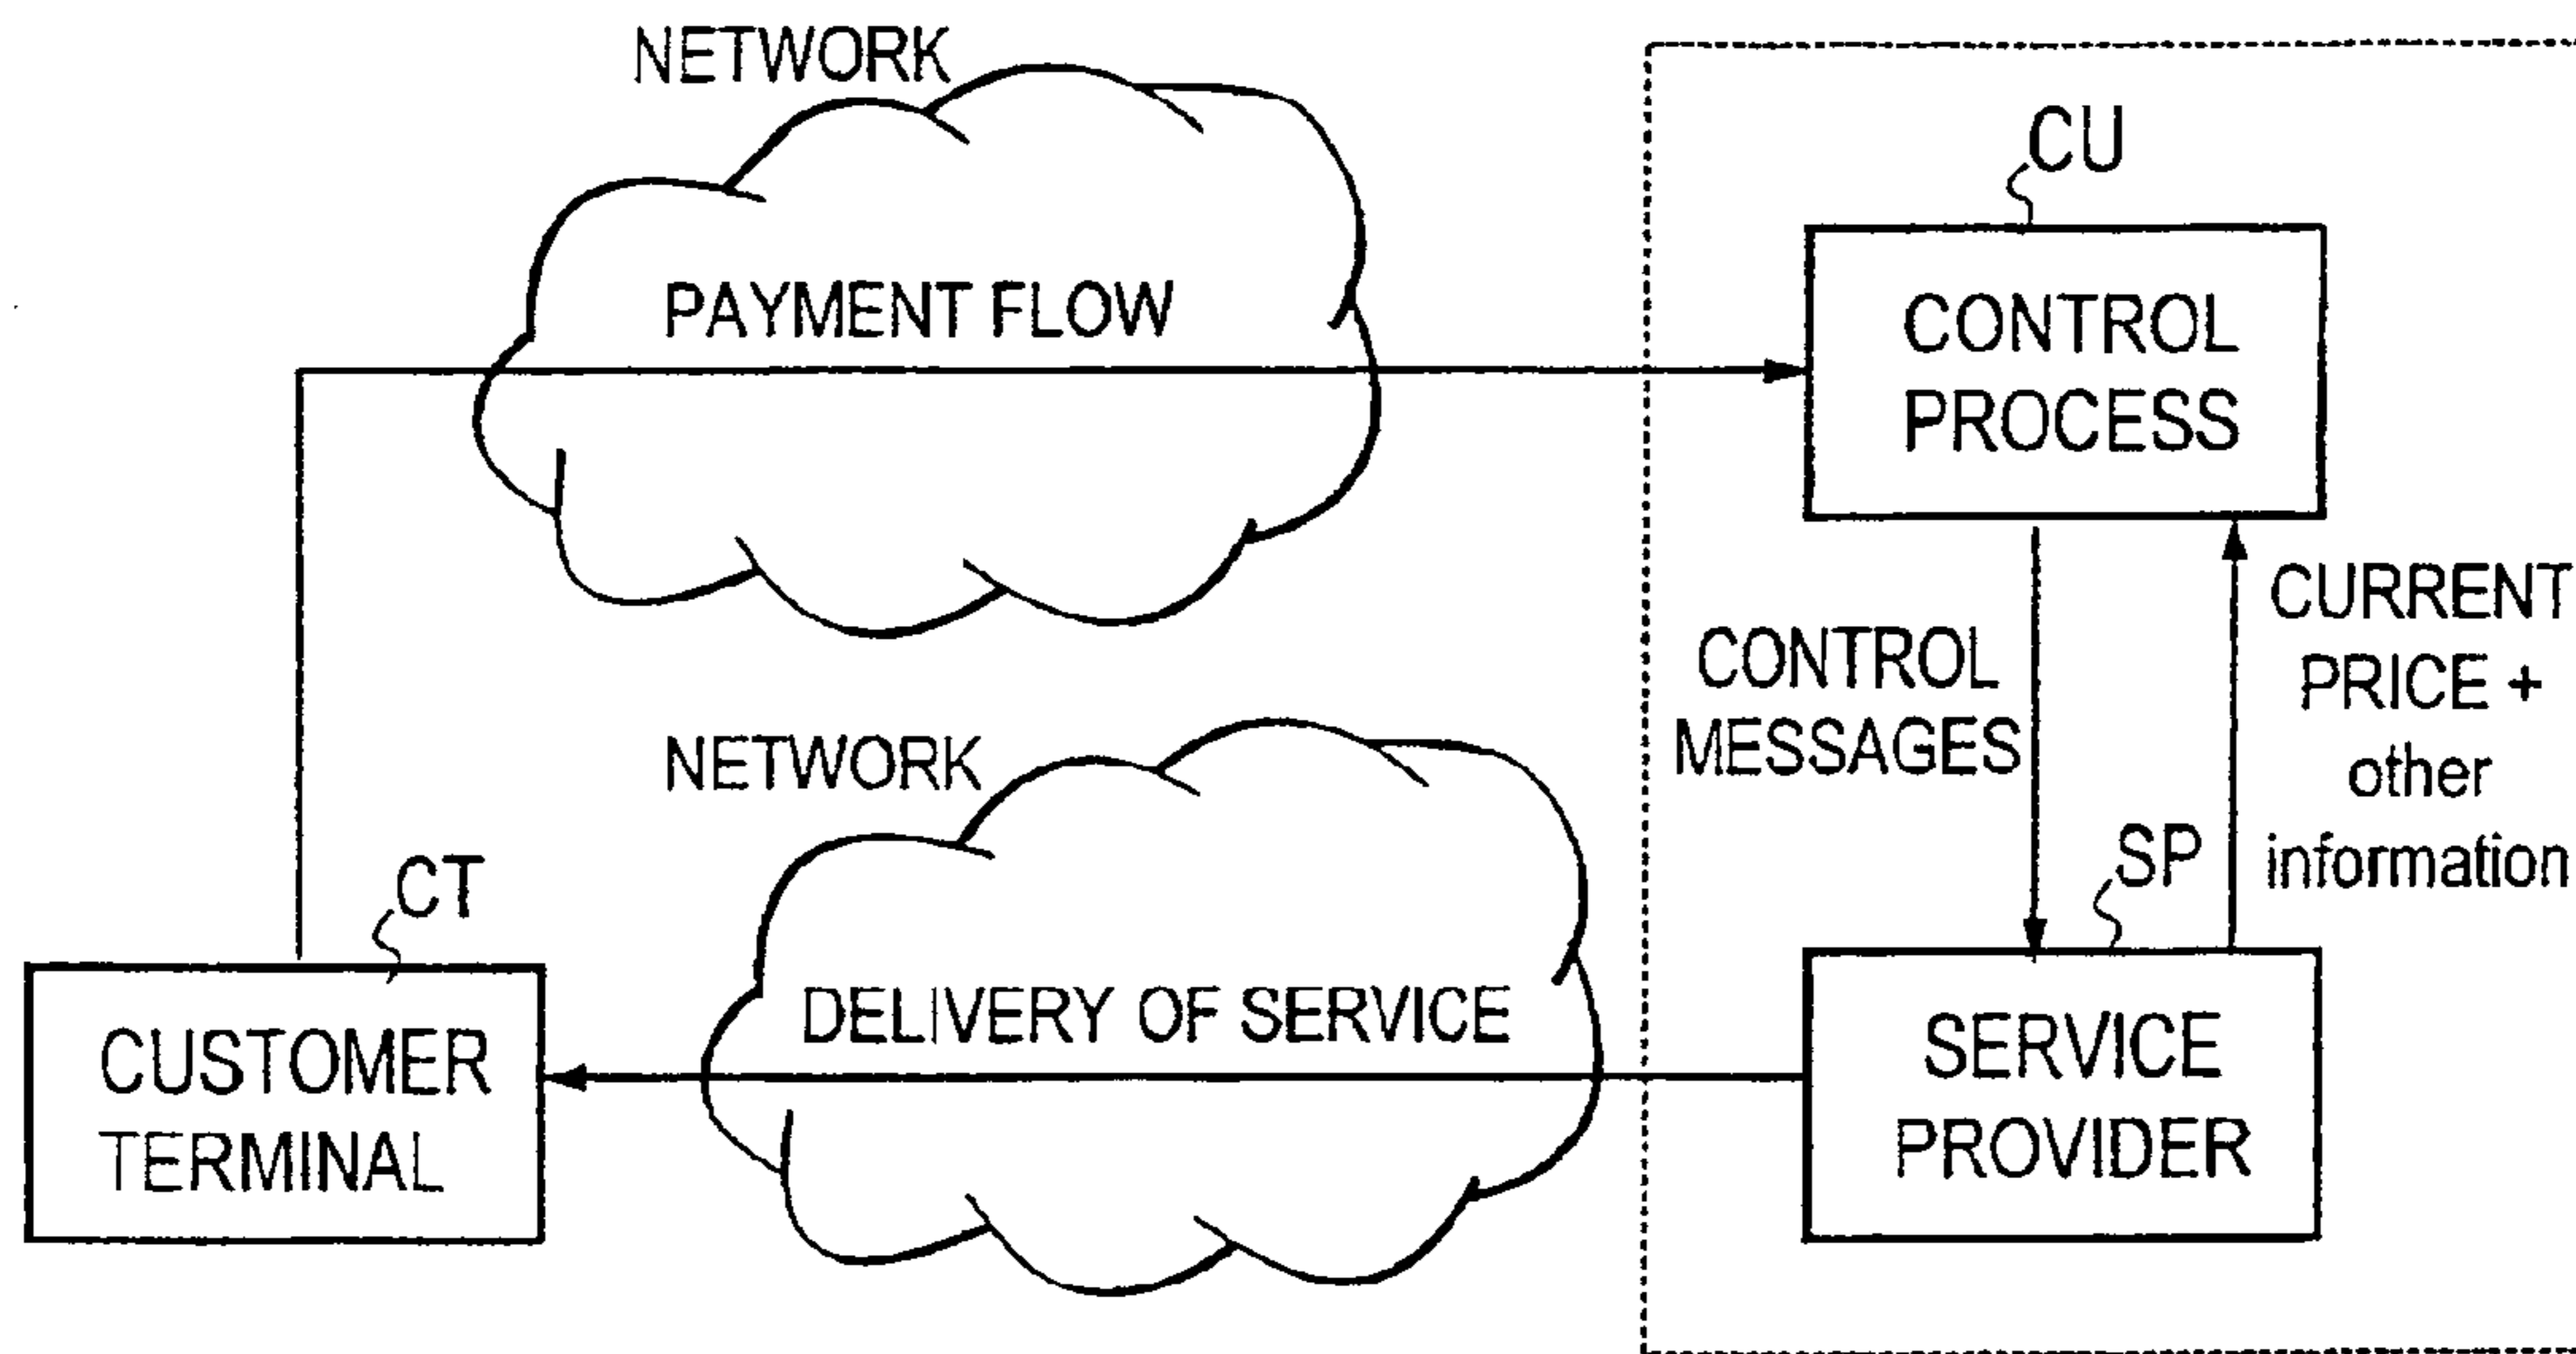 NETWORK
CU
PAYMENT FLOW
CONTROL
PROCESS
CONTROL
MESSAGES
CURRENT
PRICE +
other
information
NETWORK
CT
SP
CUSTOMER
TERMINAL
DELIVERY OF SERVICE
SERVICE
PROVIDER